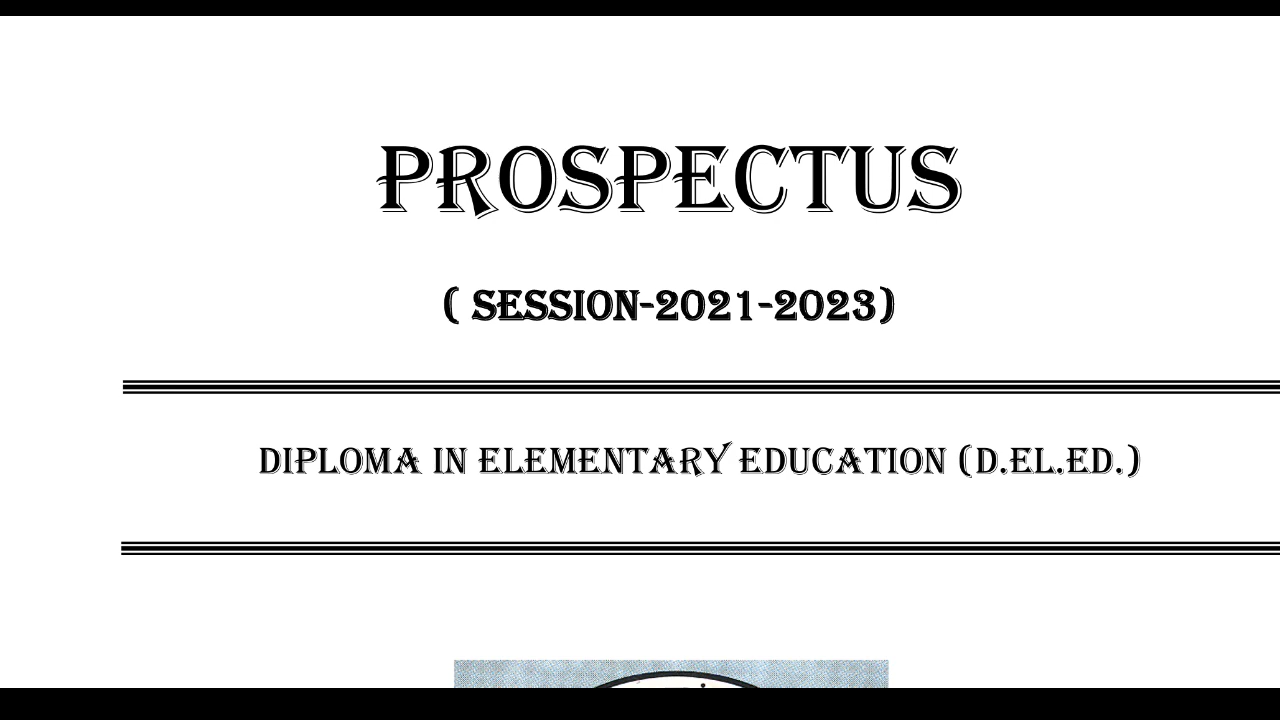 PROSPECTUS
( SESSION-2021-2023)
DIPLOMA IN ELEMENTARY EDUCATION (D.EL.ED.)